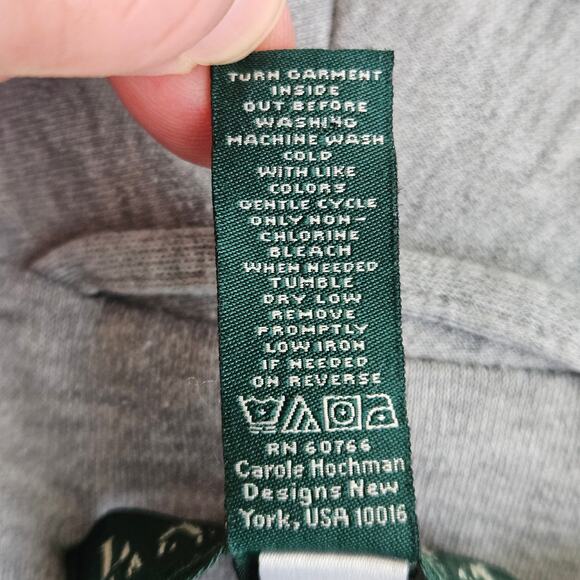 TURN GARMENT
INSIDE
OUT BEFORE
WASHING
MACHINE WASH
COLD
WITH LIKE
COLORS
GENTLE CYCLE
ONLY NON-
CHLORINE
BLEACH
WHEN NEEDED
TUMBLE
DRY LOW
REMOVE
PROMPTLY
LOW IRON
IF NEEDED
ON REVERSE
RN 60766
Carole Hochman
Designs New
York, USA 10016